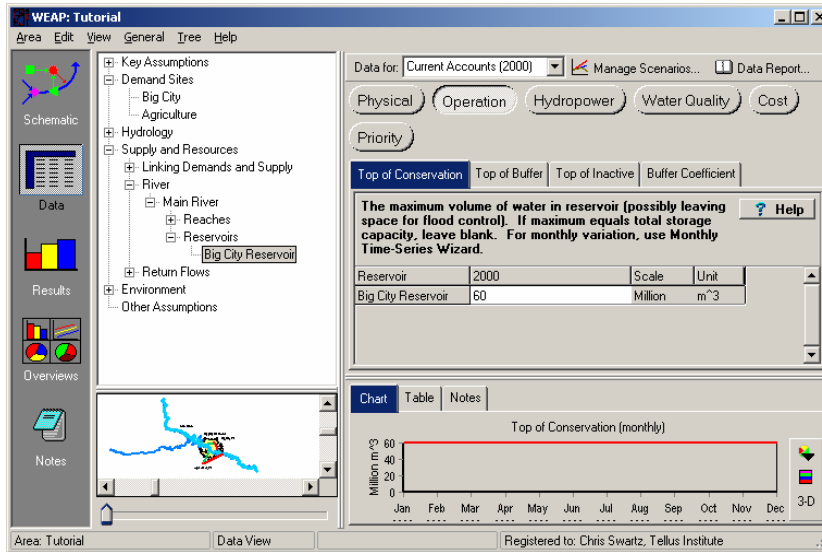 WEAP: Tutorial
Area Edit View General Tree Help
Schematic
Data
Results
Overviews
Notes
Key Assumptions
Demand Sites
Big City
Agriculture
Hydrology
Supply and Resources
Linking Demands and Supply
River
Main River
Reaches
Reservoirs
Big City Reservoir
Return Flows
Environment
Other Assumptions
Data for: Current Accounts (2000) Manage Scenarios... Data Report...
Physical Operation Hydropower Water Quality Cost
Priority
Top of Conservation Top of Buffer Top of Inactive Buffer Coefficient
The maximum volume of water in reservoir (possibly leaving
space for flood control). If maximum equals total storage
capacity, leave blank. For monthly variation, use Monthly
Time-Series Wizard.
? Help
Reservoir 2000 Scale Unit
Big City Reservoir 60 Million m^3
Chart Table Notes
Top of Conservation (monthly)
Million m^3
60
40
20
0
Jan Feb Mar Apr May Jun Jul Aug Sep Oct Nov Dec
3-D
Area: Tutorial Data View Registered to: Chris Swartz, Tellus Institute